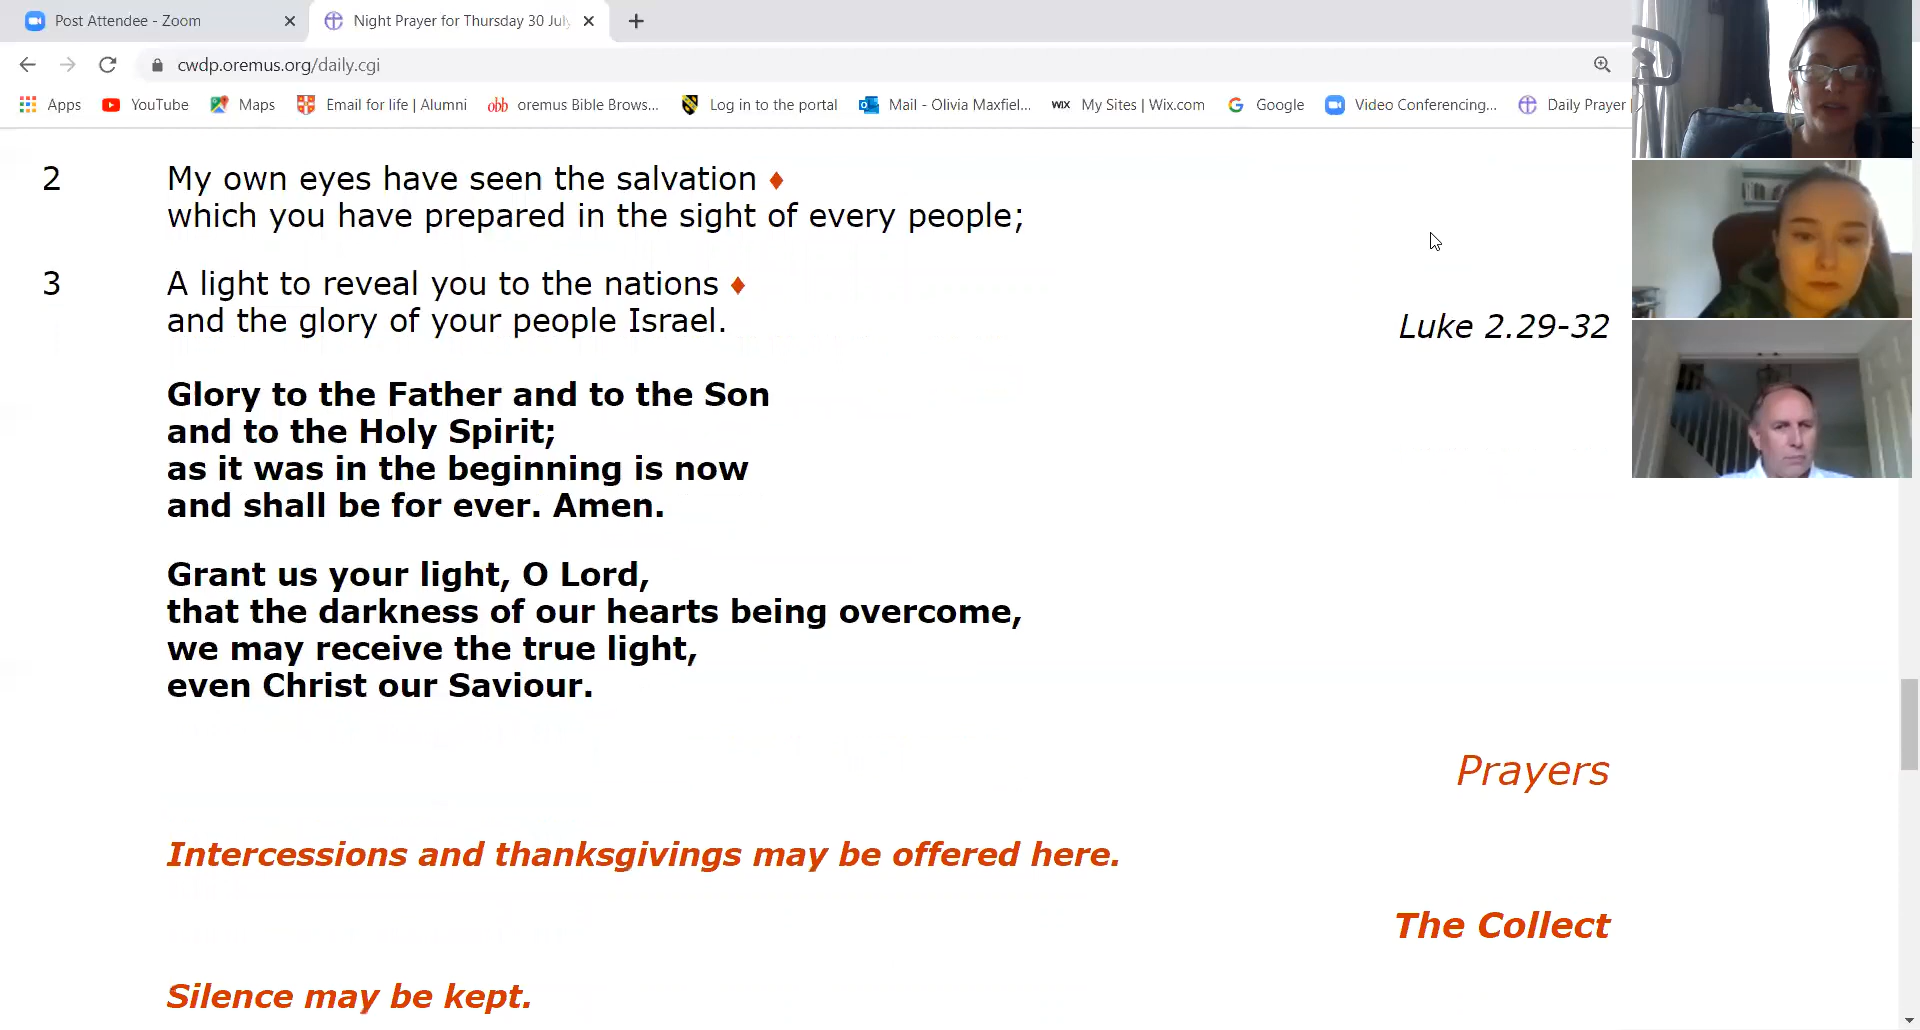 Post Attendee - Zoom
Night Prayer for Thursday 30 July
cwdp.oremus.org/daily.cgi
Apps
YouTube
Maps
Email for life | Alumni
obb oremus Bible Brows...
Log in to the portal
Mail - Olivia Maxfiel...
WIX My Sites | Wix.com
Google
Video Conferencing...
Daily Prayer |
2 My own eyes have seen the salvation ♦
which you have prepared in the sight of every people;
3 A light to reveal you to the nations ♦
and the glory of your people Israel.
Luke 2.29-32
Glory to the Father and to the Son
and to the Holy Spirit;
as it was in the beginning is now
and shall be for ever. Amen.
Grant us your light, O Lord,
that the darkness of our hearts being overcome,
we may receive the true light,
even Christ our Saviour.
Prayers
Intercessions and thanksgivings may be offered here.
The Collect
Silence may be kept.